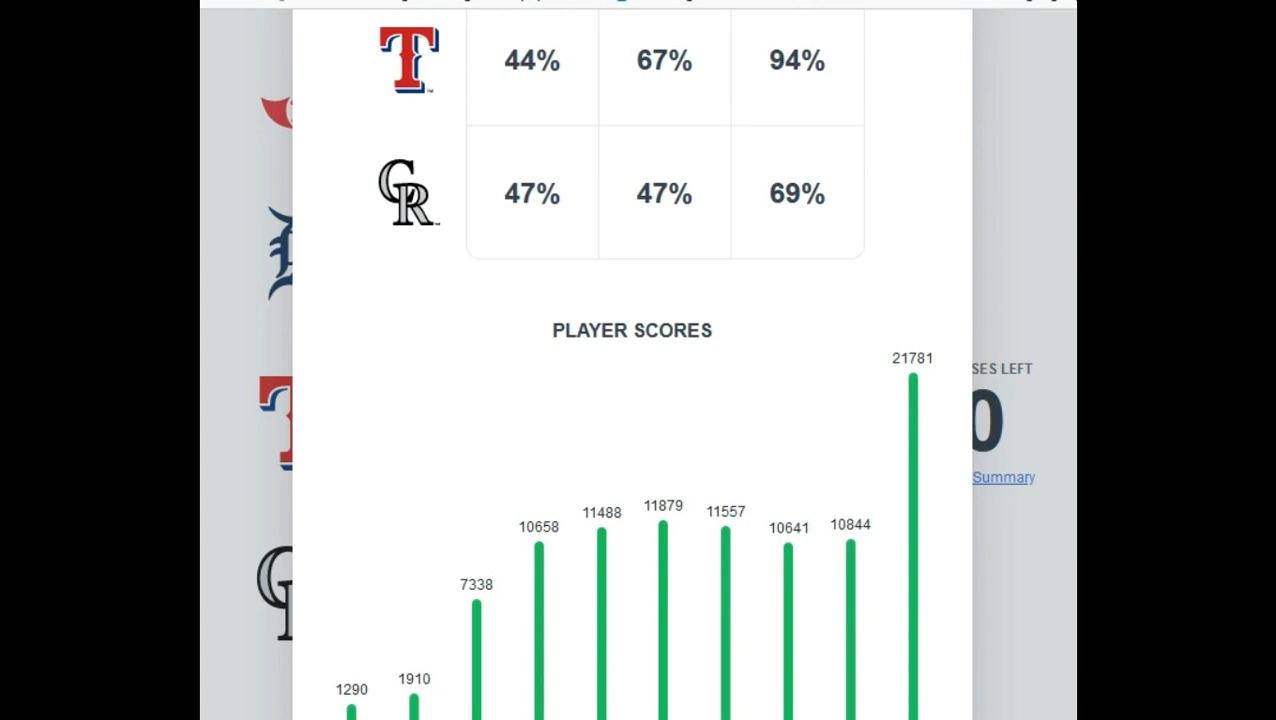 44% 67% 94%
47% 47% 69%
PLAYER SCORES
21781
SES LEFT
0
Summary
1290
1910
7338
10658
11488
11879
11557
10641
10844